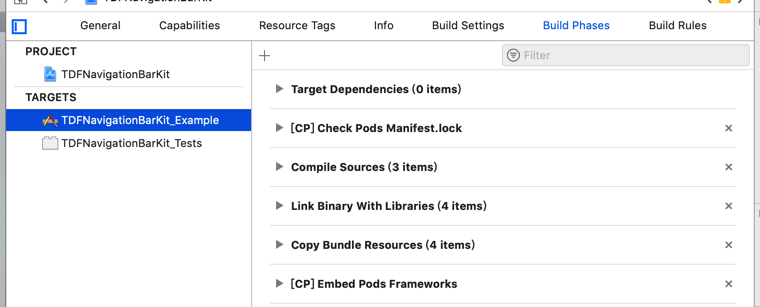 TDFNavigationBarKit
General Capabilities Resource Tags Info Build Settings Build Phases Build Rules
PROJECT
TDFNavigationBarKit
TARGETS
TDFNavigationBarKit_Example
TDFNavigationBarKit_Tests
Filter
Target Dependencies (0 items)
[CP] Check Pods Manifest.lock
Compile Sources (3 items)
Link Binary With Libraries (4 items)
Copy Bundle Resources (4 items)
[CP] Embed Pods Frameworks